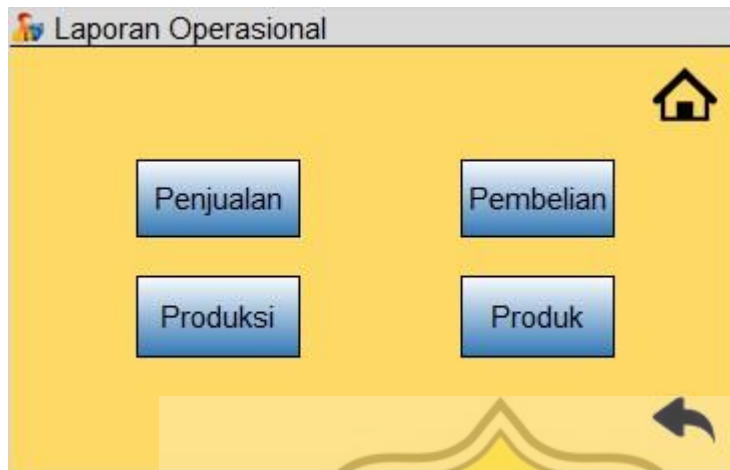 Laporan Operasional
Penjualan
Pembelian
Produksi
Produk